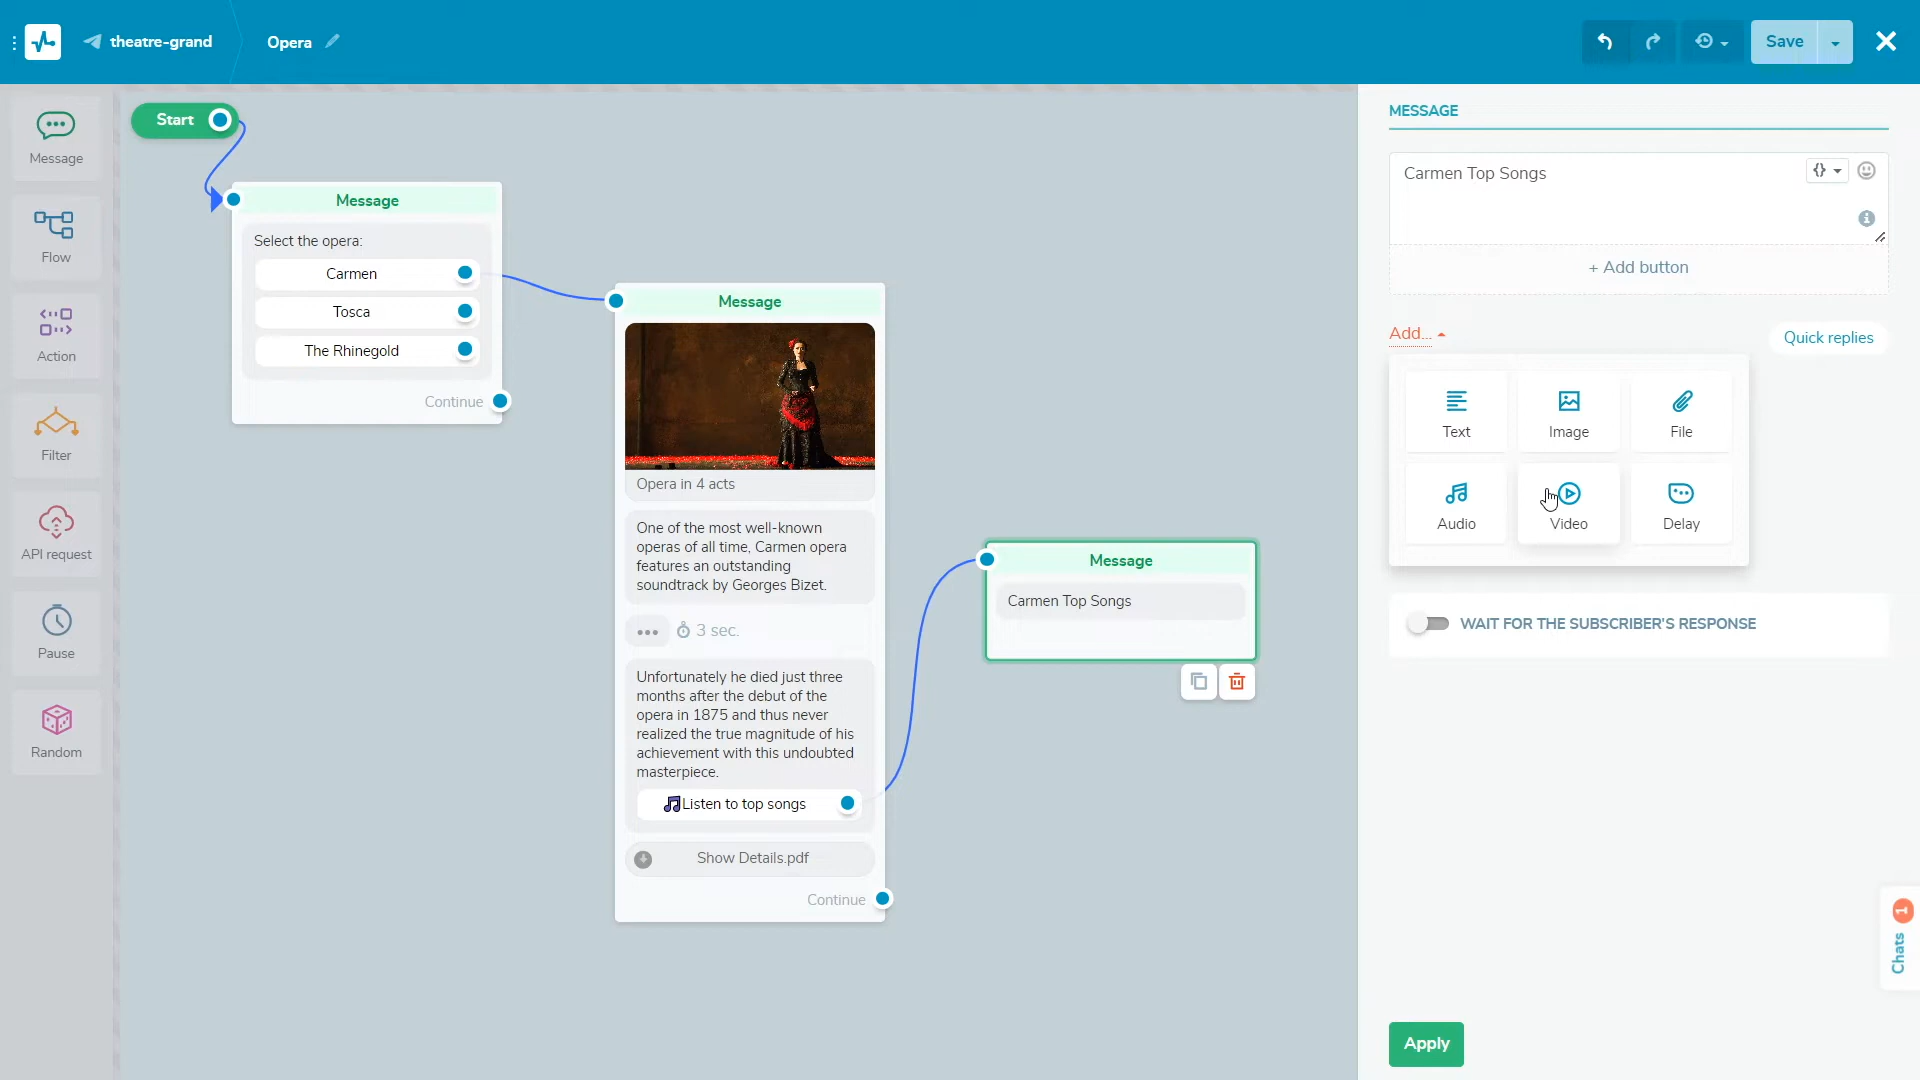 theatre-grand
Opera
Save
Message
Flow
Action
Filter
API request
Pause
Random
Start
Message
Select the opera:
Carmen
Tosca
The Rhinegold
Continue
Message
Opera in 4 acts
One of the most well-known
operas of all time, Carmen opera
features an outstanding
soundtrack by Georges Bizet.
3 sec.
Unfortunately he died just three
months after the debut of the
opera in 1875 and thus never
realized the true magnitude of his
achievement with this undoubted
masterpiece.
Listen to top songs
Show Details.pdf
Continue
Message
Carmen Top Songs
MESSAGE
Carmen Top Songs
{}
+ Add button
Add...
Quick replies
Text
Image
File
Audio
Video
Delay
WAIT FOR THE SUBSCRIBER'S RESPONSE
Chats 1
Apply